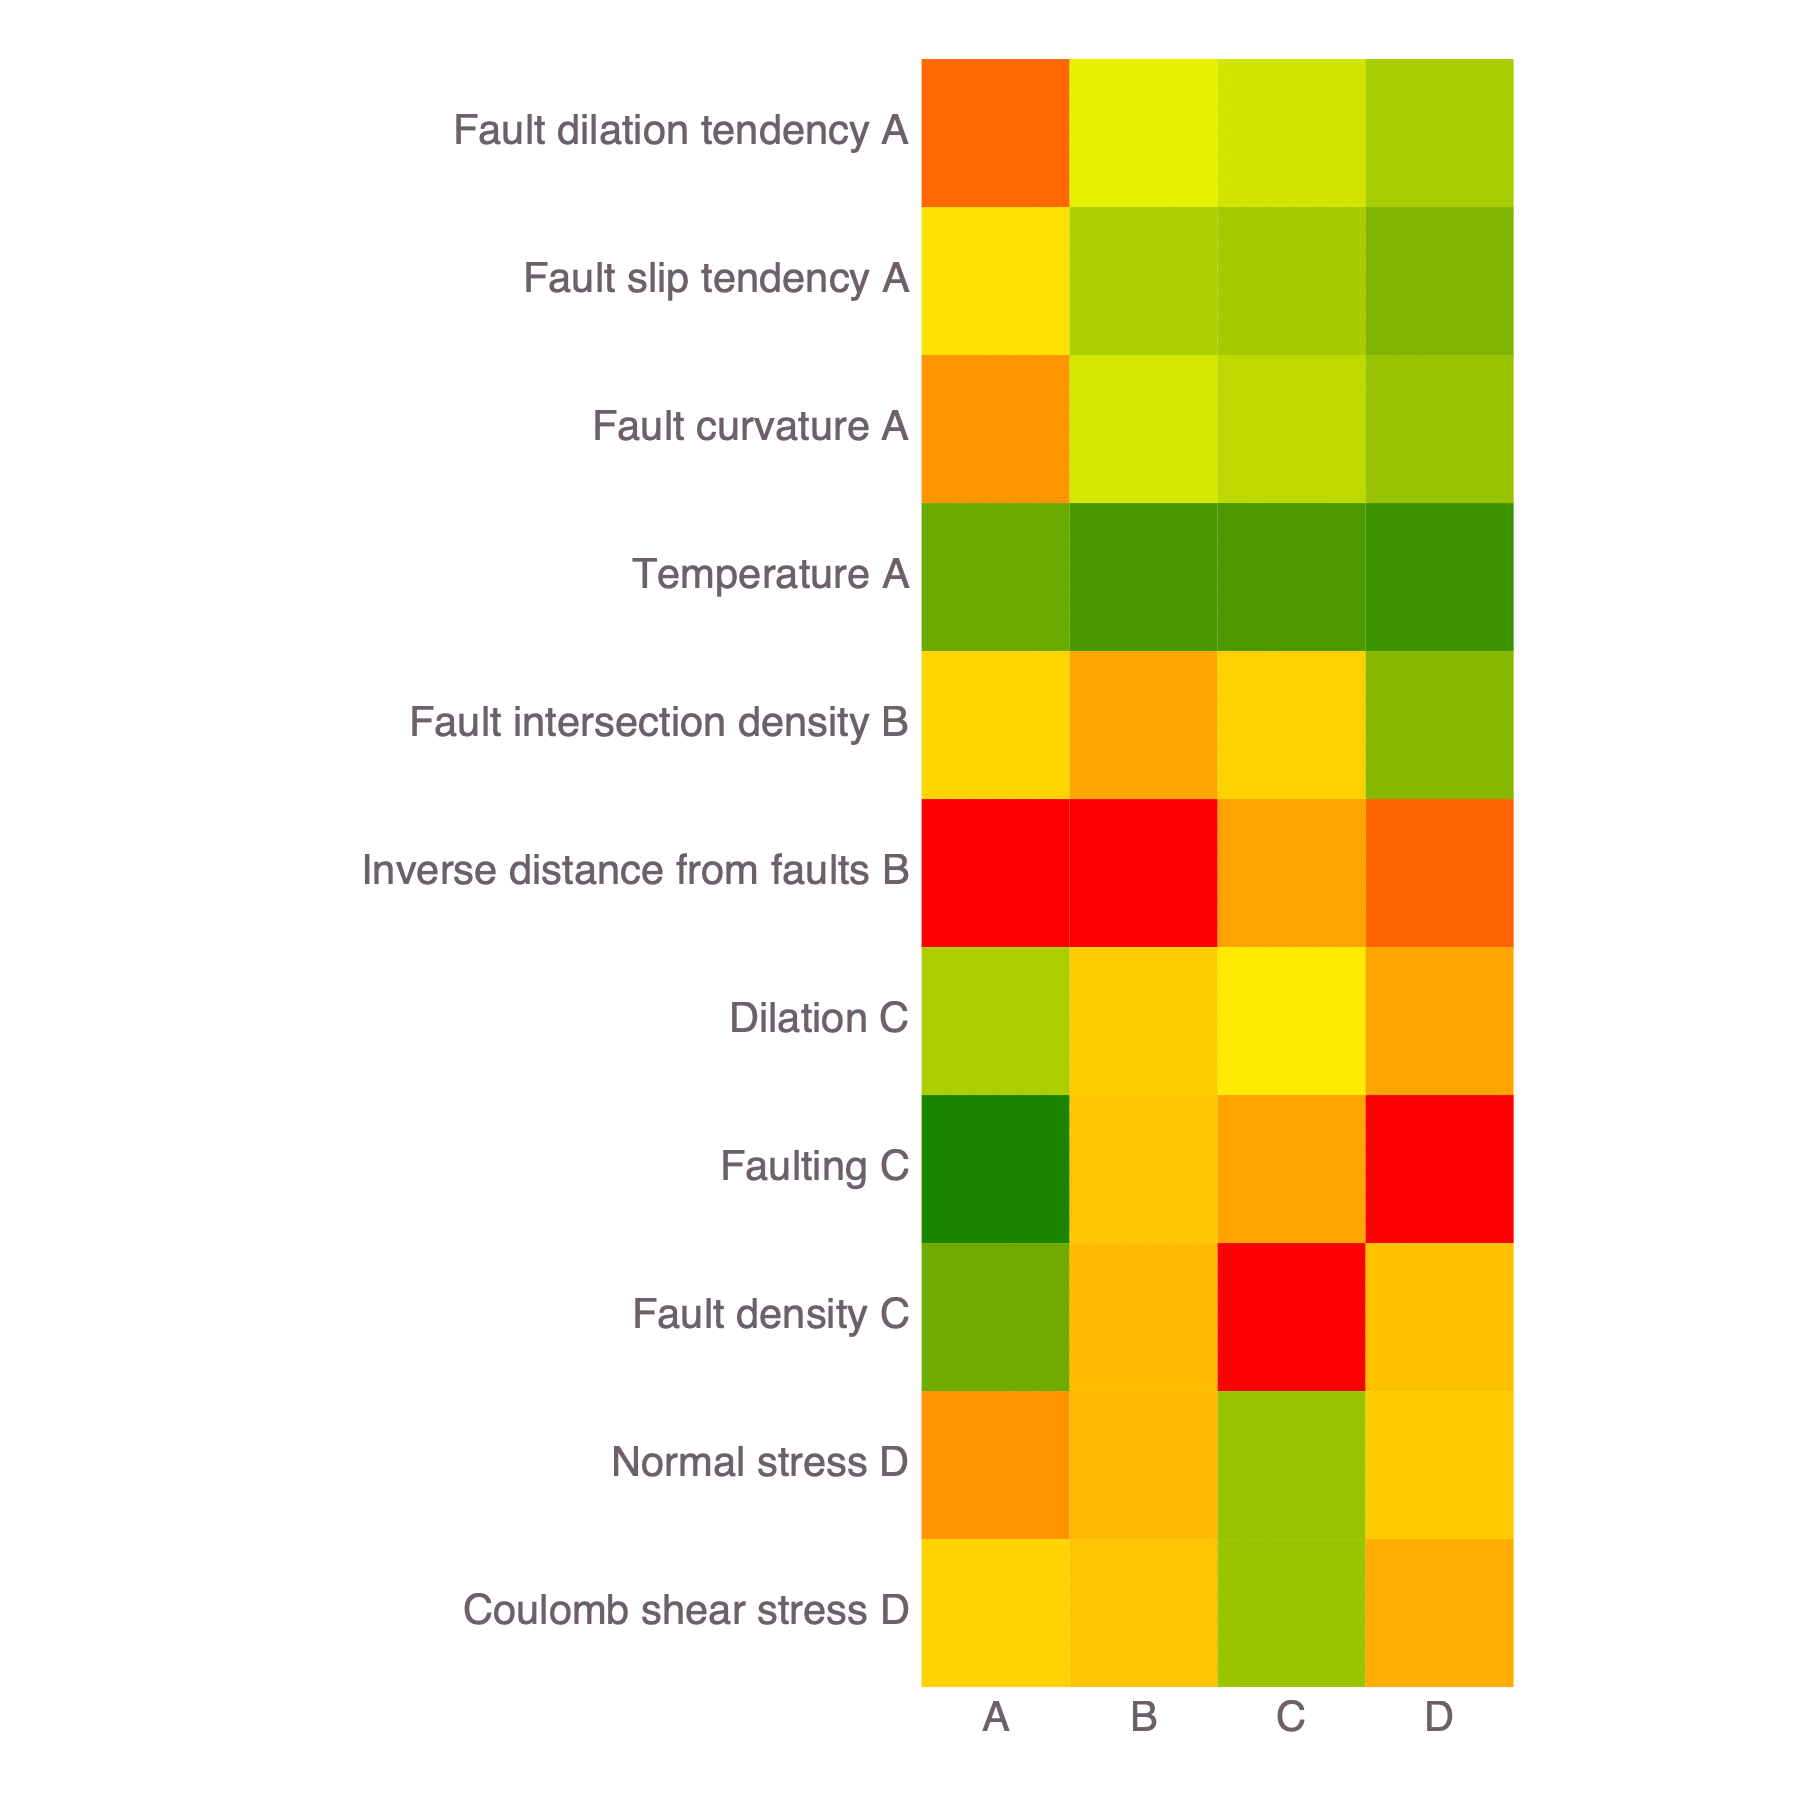 Fault dilation tendency A
Fault slip tendency A
Fault curvature A
Temperature A
Fault intersection density B
Inverse distance from faults B
Dilation C
Faulting C
Fault density C
Normal stress D
Coulomb shear stress D
A B C D